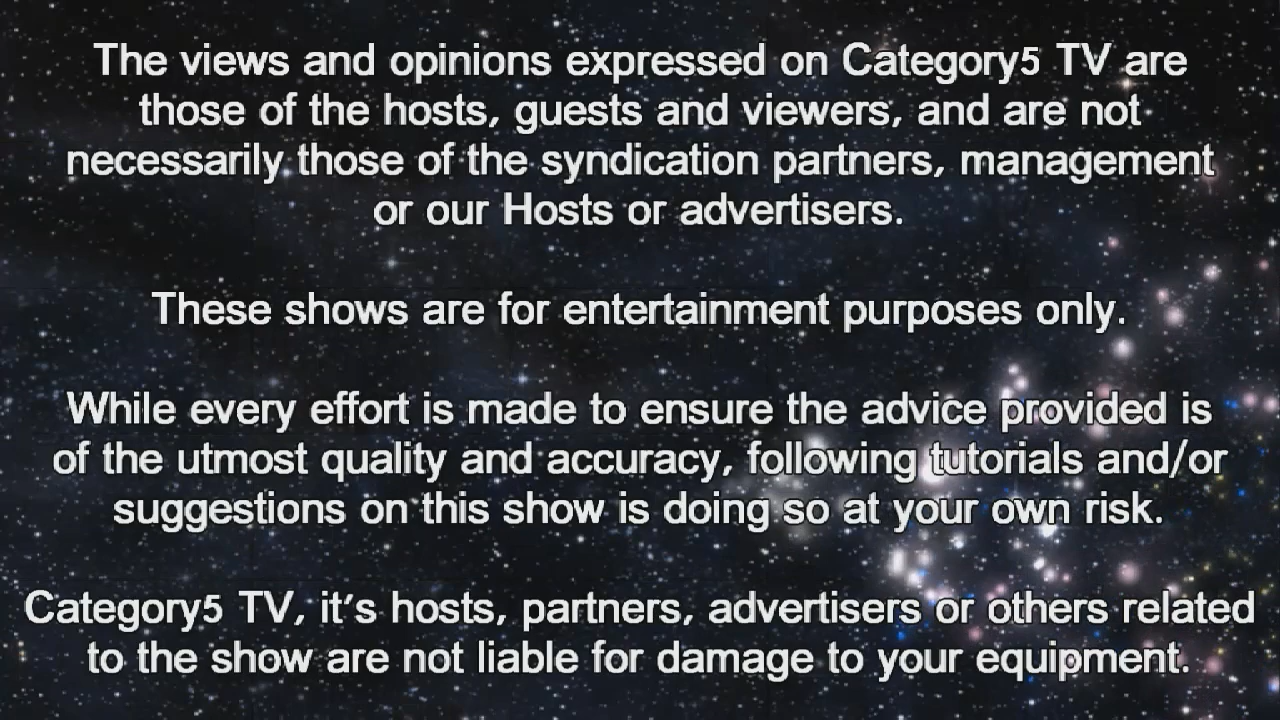 The views and opinions expressed on Category5 TV are
those of the hosts, guests and viewers, and are not
necessarily those of the syndication partners, management
or our Hosts or advertisers.
These shows are for entertainment purposes only.
While every effort is made to ensure the advice provided is
of the utmost quality and accuracy, following tutorials and/or
suggestions on this show is doing so at your own risk.
Category5 TV, it’s hosts, partners, advertisers or others related
to the show are not liable for damage to your equipment.